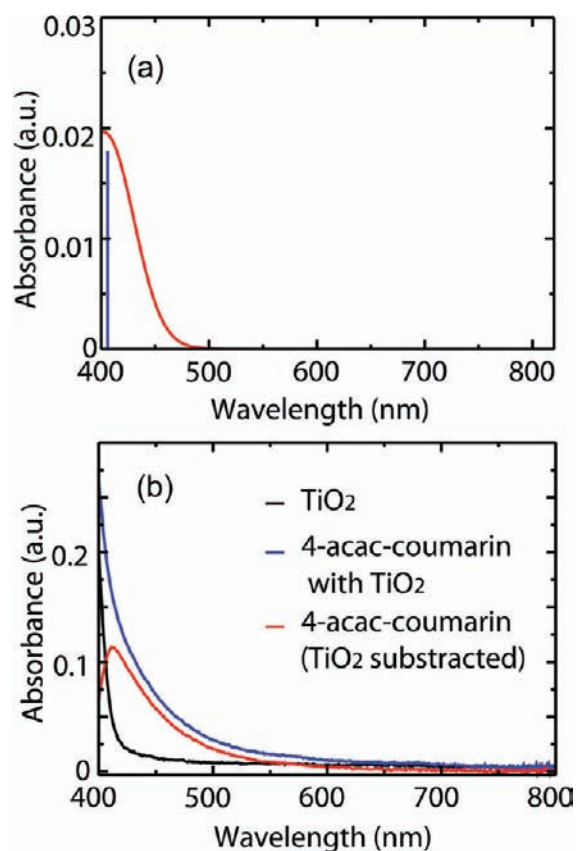 0.03
(a)
0.02
0.01
0
Absorbance (a.u.)
400 500 600 700 800
Wavelength (nm)
(b)
TiO2
4-acac-coumarin
with TiO2
4-acac-coumarin
(TiO2 substracted)
0.2
0.1
0
Absorbance (a.u.)
400 500 600 700 800
Wavelength (nm)